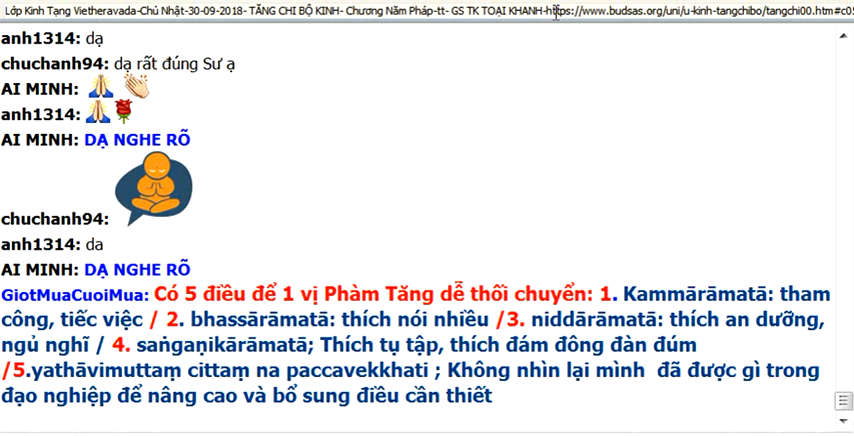 Lớp Kinh Tạng Vietheravada-Chủ Nhật-30-09-2018- TĂNG CHI BỘ KINH- Chương Năm Pháp-tt- GS TK TOẠI KHANH-https://www.budsas.org/uni/u-kinh-tangchibo/tangchi00.htm#c05
anh1314: dạ
chuchanh94: dạ rất đúng Sư ạ
AI MINH:
anh1314:
AI MINH: DẠ NGHE RÕ
chuchanh94:
anh1314: da
AI MINH: DẠ NGHE RÕ
GiotMuaCuoiMua: Có 5 điều để 1 vị Phàm Tăng dễ thối chuyển: 1. Kammārāmatā: tham
công, tiếc việc / 2. bhassārāmatā: thích nói nhiều /3. niddārāmatā: thích an dưỡng,
ngủ nghĩ / 4. saṅgaṇikārāmatā; Thích tụ tập, thích đám đông đàn đúm
/5.yathāvimuttaṃ cittaṃ na paccavekkhati ; Không nhìn lại mình đã được gì trong
đạo nghiệp để nâng cao và bổ sung điều cần thiết